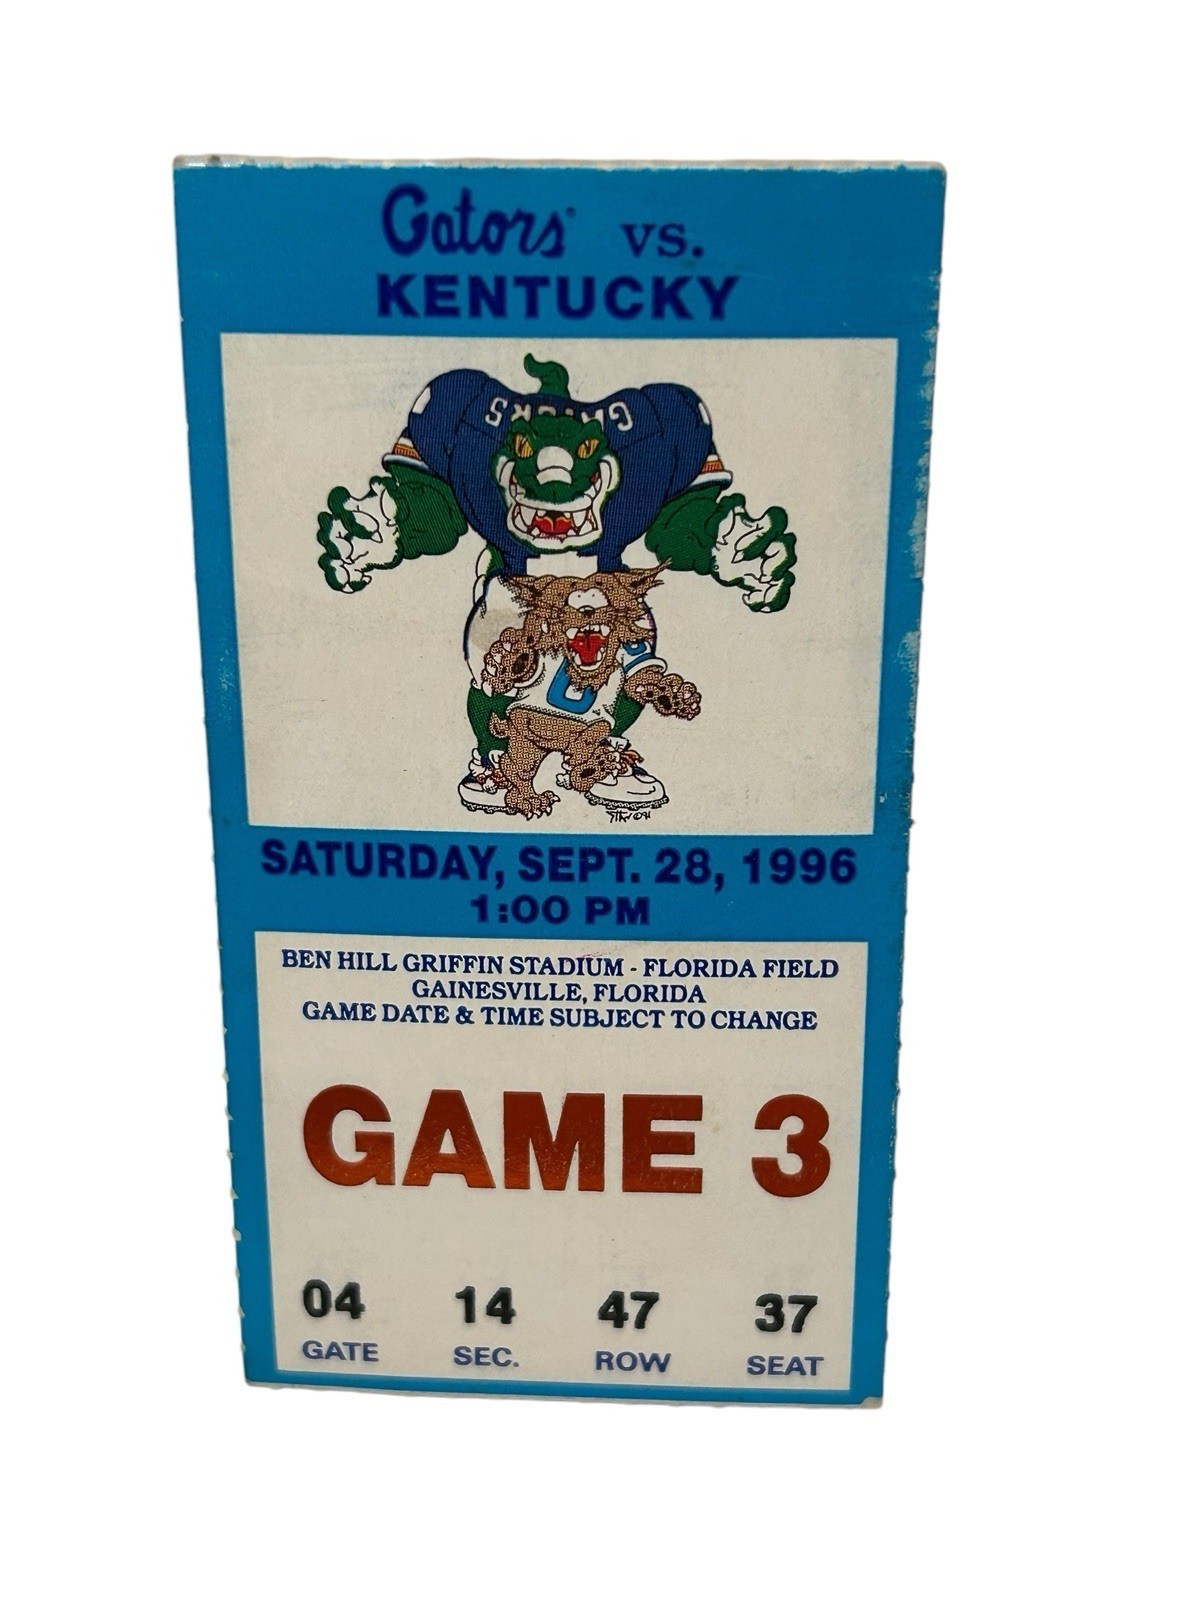 Gators® vs.
KENTUCKY
GATORS
SATURDAY, SEPT. 28, 1996
1:00 PM
BEN HILL GRIFFIN STADIUM - FLORIDA FIELD
GAINESVILLE, FLORIDA
GAME DATE & TIME SUBJECT TO CHANGE
GAME 3
04 14 47 37
GATE SEC. ROW SEAT